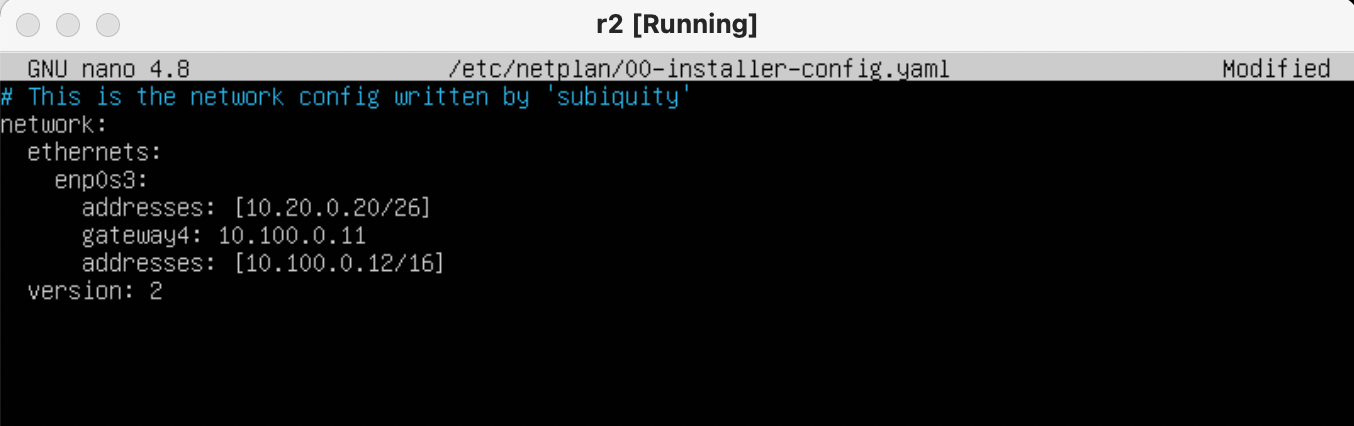 r2 [Running]
GNU nano 4.8 /etc/netplan/00-installer-config.yaml Modified
# This is the network config written by 'subiquity'
network:
  ethernets:
    enp0s3:
      addresses: [10.20.0.20/26]
      gateway4: 10.100.0.11
      addresses: [10.100.0.12/16]
  version: 2